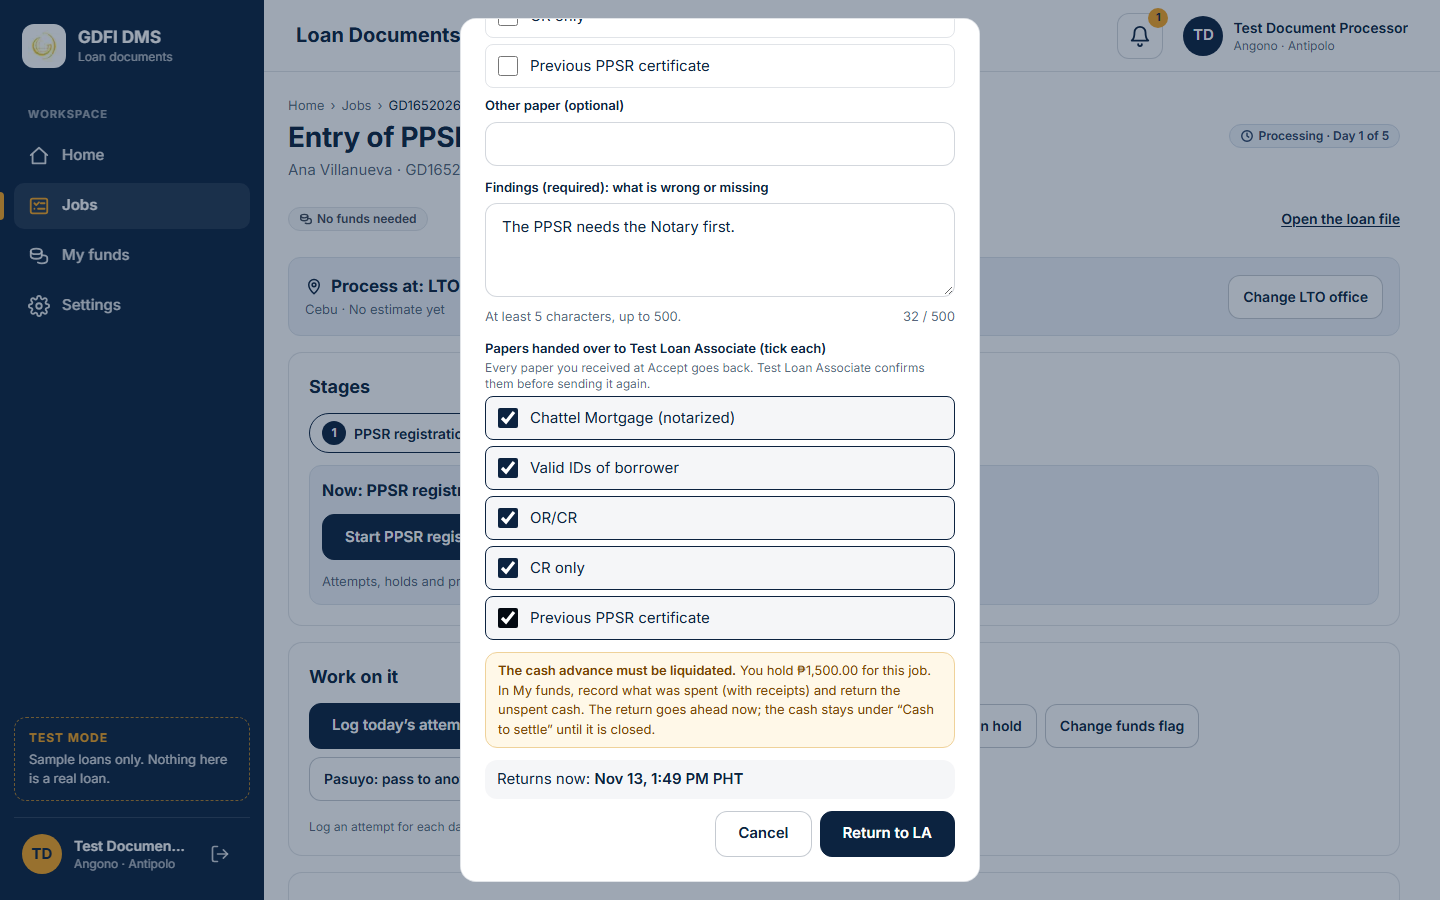 GDFI DMS
Loan documents
WORKSPACE
Home
Jobs
My funds
Settings
TEST MODE
Sample loans only. Nothing here
is a real loan.
TD
Test Documen...
Angono · Antipolo
Loan Documents
1
TD
Test Document Processor
Angono · Antipolo
Home › Jobs › GD1652026
Entry of PPS
Ana Villanueva · GD1652
Processing · Day 1 of 5
No funds needed
Open the loan file
Process at: LTO
Cebu · No estimate yet
Change LTO office
Stages
1 PPSR registratio
Now: PPSR regist
Start PPSR regis
Attempts, holds and pr
Work on it
Log today's attem
n hold
Change funds flag
Pasuyo: pass to ano
Log an attempt for each da
Previous PPSR certificate
Other paper (optional)
Findings (required): what is wrong or missing
The PPSR needs the Notary first.
At least 5 characters, up to 500.
32 / 500
Papers handed over to Test Loan Associate (tick each)
Every paper you received at Accept goes back. Test Loan Associate confirms
them before sending it again.
Chattel Mortgage (notarized)
Valid IDs of borrower
OR/CR
CR only
Previous PPSR certificate
The cash advance must be liquidated. You hold ₱1,500.00 for this job.
In My funds, record what was spent (with receipts) and return the
unspent cash. The return goes ahead now; the cash stays under “Cash
to settle” until it is closed.
Returns now: Nov 13, 1:49 PM PHT
Cancel
Return to LA